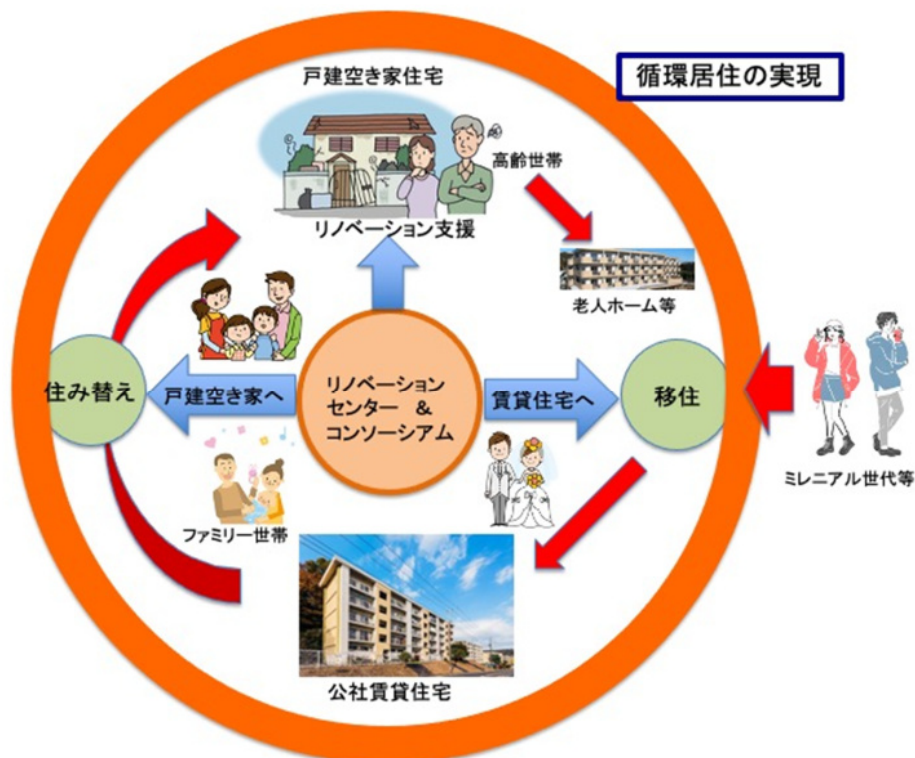 循環居住の実現
戸建空き家住宅
高齢世帯
リノベーション支援
老人ホーム等
住み替え
戸建空き家へ
リノベーション
センター ＆
コンソーシアム
賃貸住宅へ
移住
ミレニアル世代等
ファミリー世帯
公社賃貸住宅